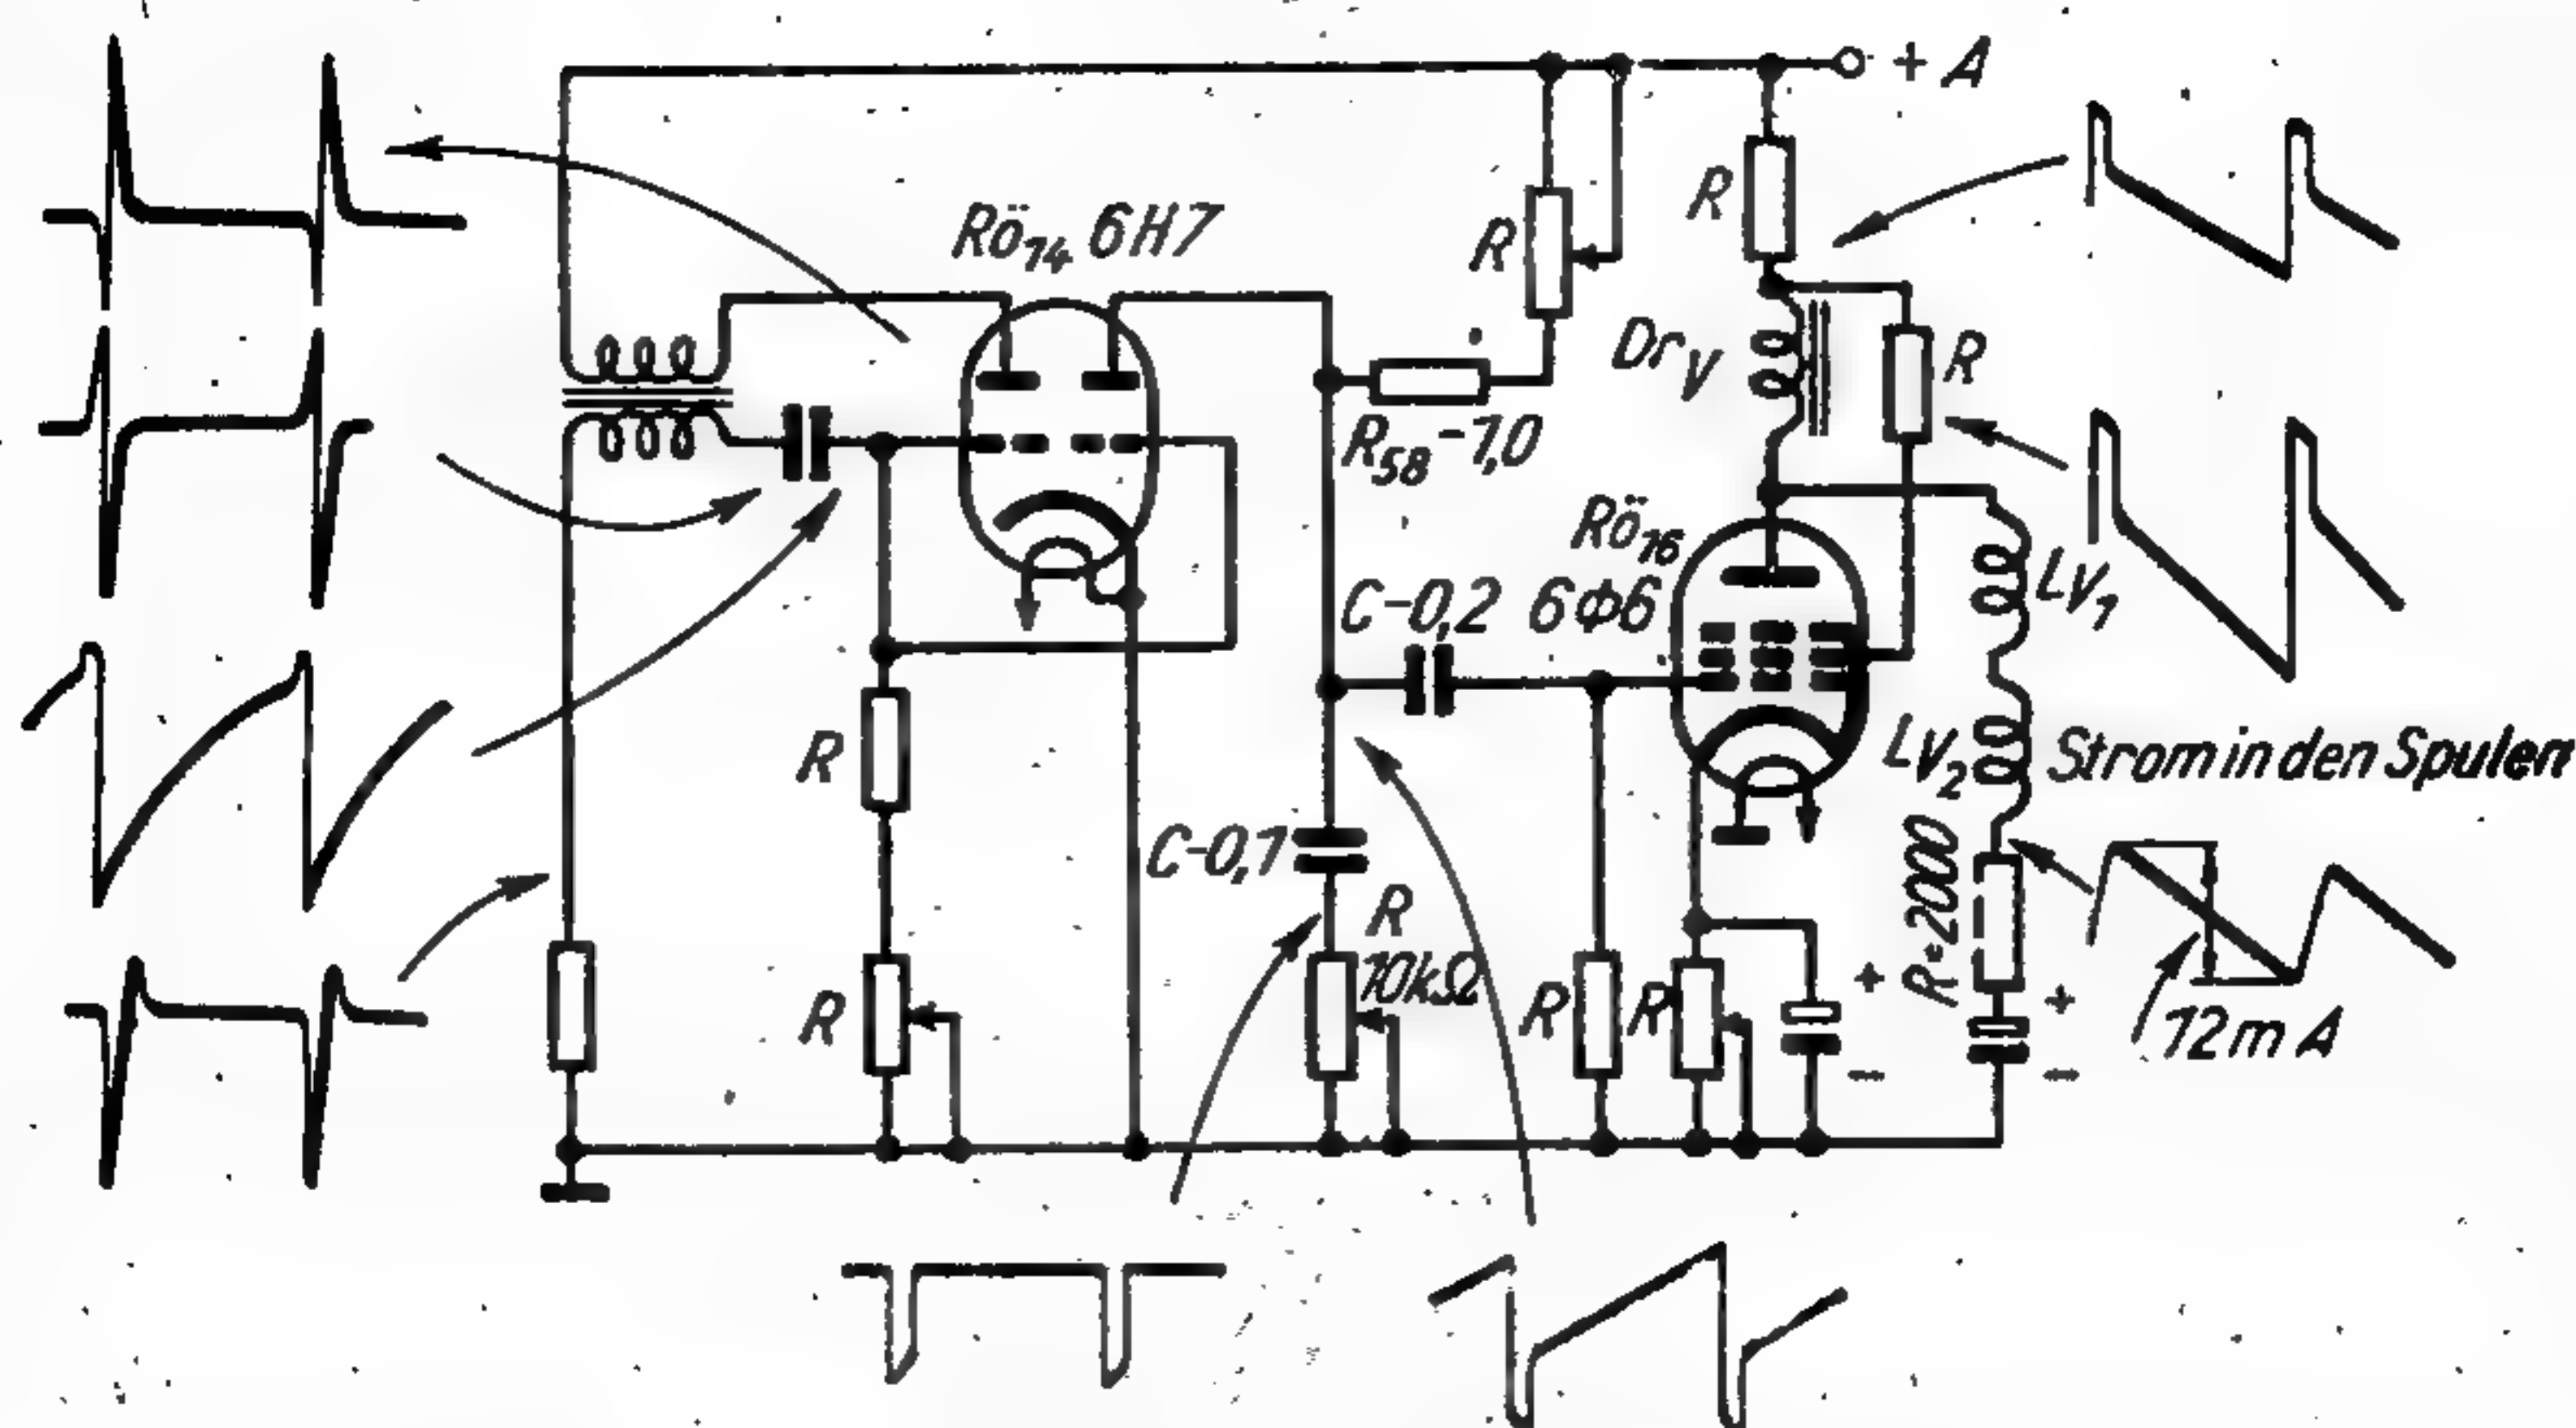 + A
R
Rö₁₄ 6H7
R
Dr V
R
R₅₈-1,0
Rö₁₆
LV₁
C-0,2 6Ф6
R
LV₂ Strom in den Spulen
C-0,1
R
10kΩ
R
R
R
R-2000
+
-
+
-
12mA